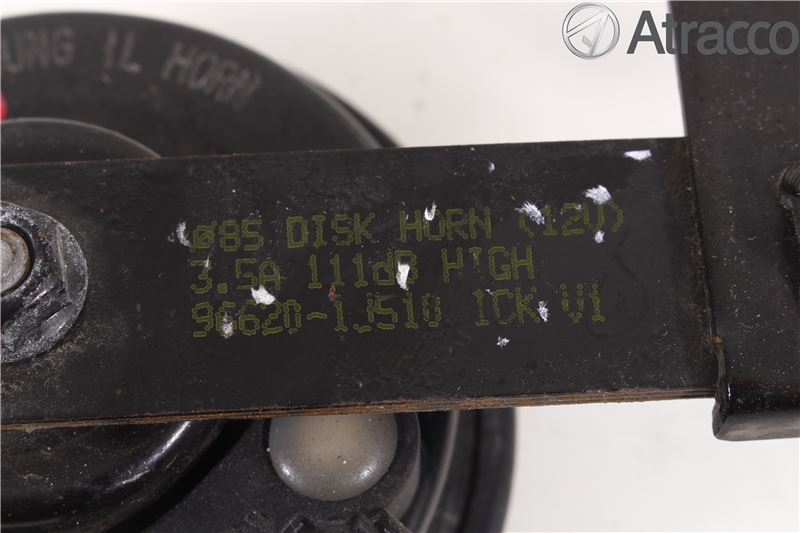 Atracco
UNG IL HORN
Ø85 DISK HORN (12V)
3.5A 111dB HIGH
96620-1J510 ICK V1